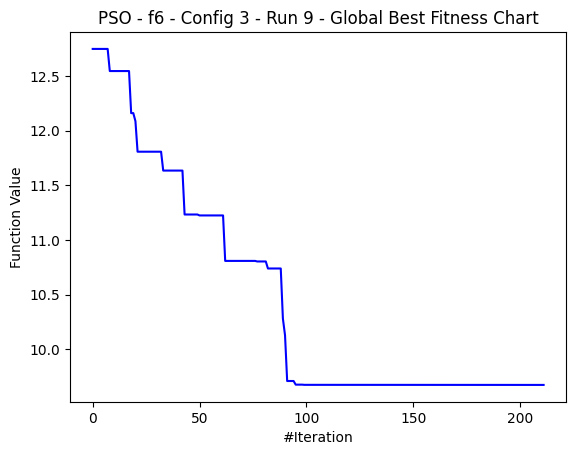 PSO - f6 - Config 3 - Run 9 - Global Best Fitness Chart
Function Value
12.5
12.0
11.5
11.0
10.5
10.0
0 50 100 150 200
#Iteration